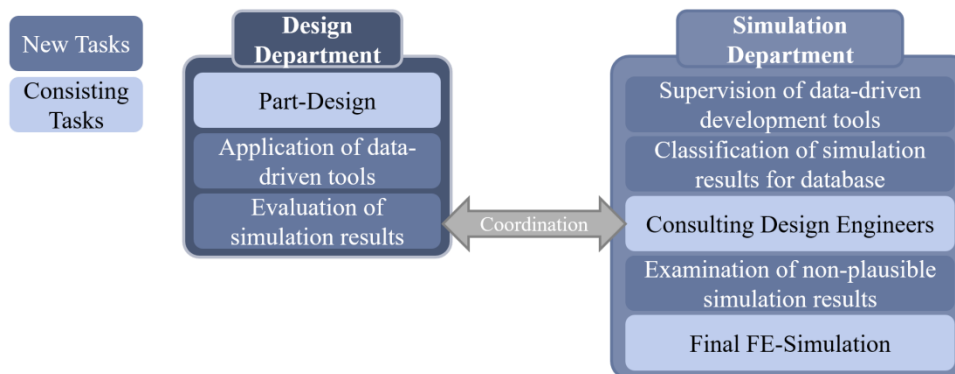 New Tasks
Consisting
Tasks
Design
Department
Part-Design
Application of data-
driven tools
Evaluation of
simulation results
Coordination
Simulation
Department
Supervision of data-driven
development tools
Classification of simulation
results for database
Consulting Design Engineers
Examination of non-plausible
simulation results
Final FE-Simulation